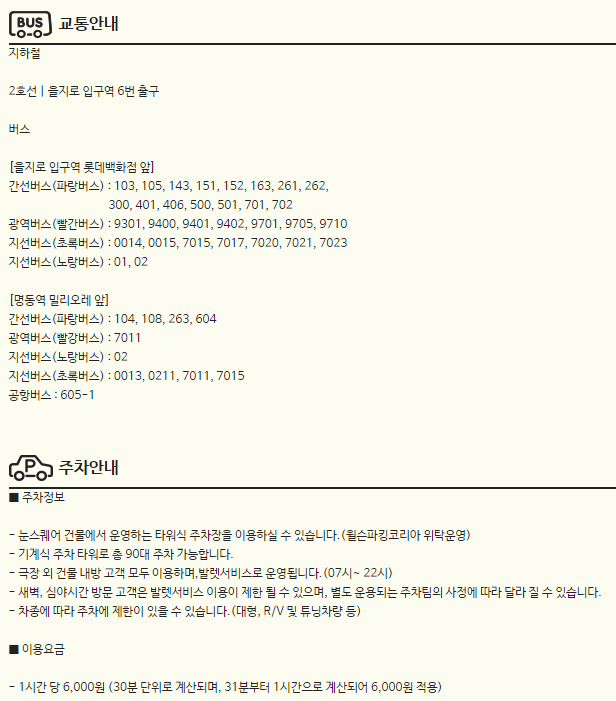 BUS 교통안내
지하철
2호선 | 을지로 입구역 6번 출구
버스
[을지로 입구역 롯데백화점 앞]
간선버스(파랑버스) : 103, 105, 143, 151, 152, 163, 261, 262,
300, 401, 406, 500, 501, 701, 702
광역버스(빨간버스) : 9301, 9400, 9401, 9402, 9701, 9705, 9710
지선버스(초록버스) : 0014, 0015, 7015, 7017, 7020, 7021, 7023
지선버스(노랑버스) : 01, 02
[명동역 밀리오레 앞]
간선버스(파랑버스) : 104, 108, 263, 604
광역버스(빨강버스) : 7011
지선버스(노랑버스) : 02
지선버스(초록버스) : 0013, 0211, 7011, 7015
공항버스 : 605-1
P 주차안내
■ 주차정보
- 눈스퀘어 건물에서 운영하는 타워식 주차장을 이용하실 수 있습니다.(윌슨파킹코리아 위탁운영)
- 기계식 주차 타워로 총 90대 주차 가능합니다.
- 극장 외 건물 내방 고객 모두 이용하며,발렛서비스로 운영됩니다.(07시~ 22시)
- 새벽, 심야시간 방문 고객은 발렛서비스 이용이 제한 될 수 있으며, 별도 운용되는 주차팀의 사정에 따라 달라 질 수 있습니다.
- 차종에 따라 주차에 제한이 있을 수 있습니다.(대형, R/V 및 튜닝차량 등)
■ 이용요금
- 1시간 당 6,000원 (30분 단위로 계산되며, 31분부터 1시간으로 계산되어 6,000원 적용)